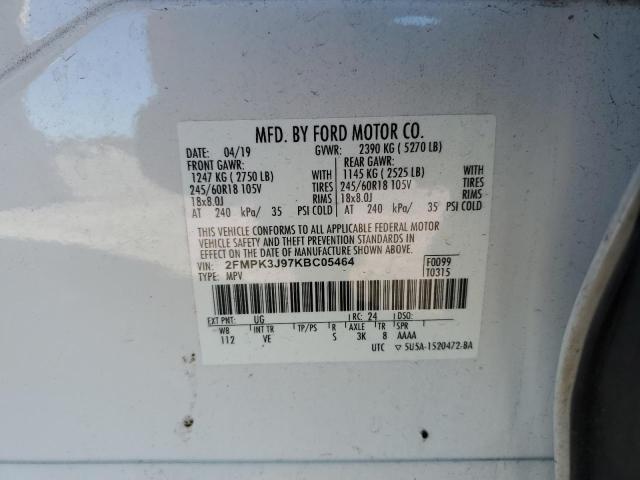 MFD. BY FORD MOTOR CO.
DATE: 04/19 GVWR: 2390 KG ( 5270 LB)
FRONT GAWR: REAR GAWR:
1247 KG ( 2750 LB) WITH 1145 KG ( 2525 LB) WITH
245/60R18 105V TIRES 245/60R18 105V TIRES
18x8.0J RIMS 18x8.0J RIMS
AT 240 kPa/ 35 PSI COLD AT 240 kPa/ 35 PSI COLD
THIS VEHICLE CONFORMS TO ALL APPLICABLE FEDERAL MOTOR
VEHICLE SAFETY AND THEFT PREVENTION STANDARDS IN EFFECT
ON THE DATE OF MANUFACTURE SHOWN ABOVE.
VIN: 2FMPK3J97KBC05464 F0099
TYPE: MPV T0315
EXT PNT: UG RC: 24 DSO:
WB INT TR TP/PS R AXLE TR SPR
112 VE S 3K 8 AAAA
UTC ▽ 5U5A-1520472-BA